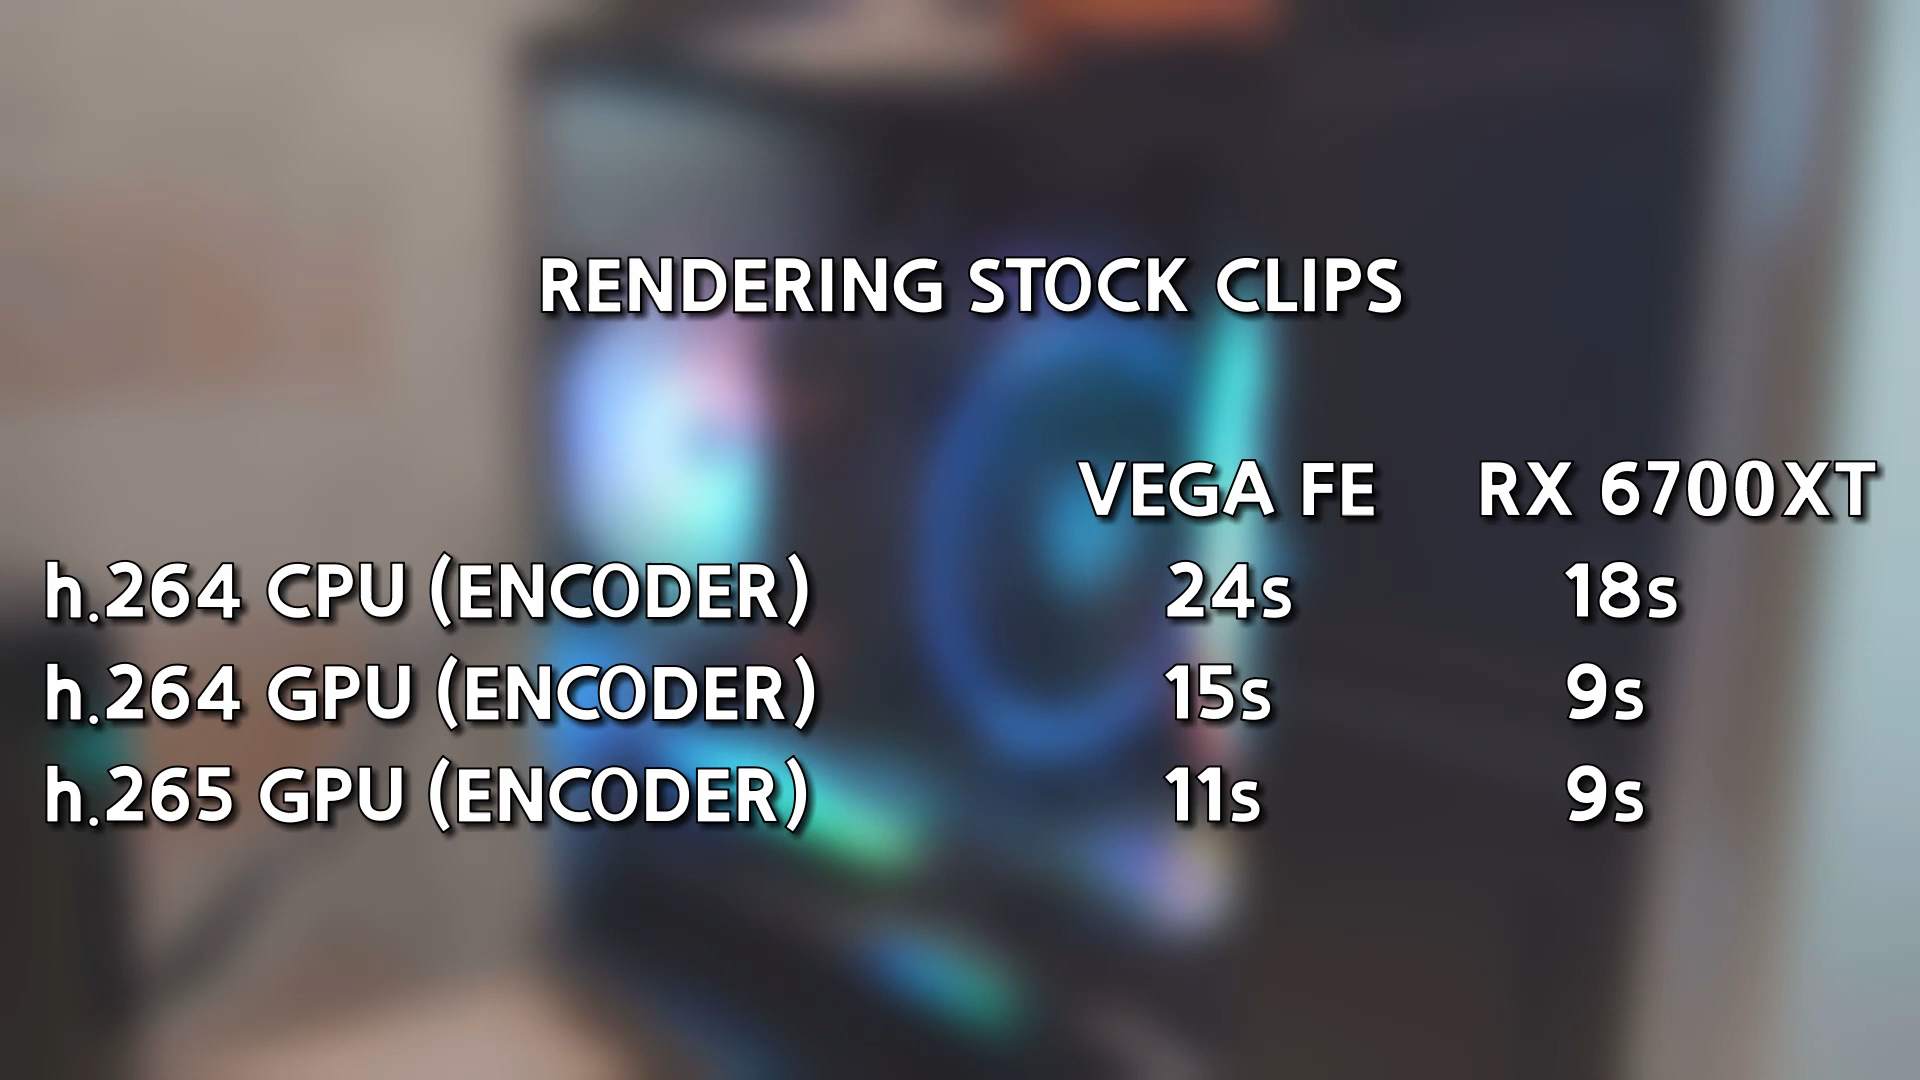 RENDERING STOCK CLIPS
VEGA FE RX 6700XT
h.264 CPU (ENCODER) 24s 18s
h.264 GPU (ENCODER) 15s 9s
h.265 GPU (ENCODER) 11s 9s